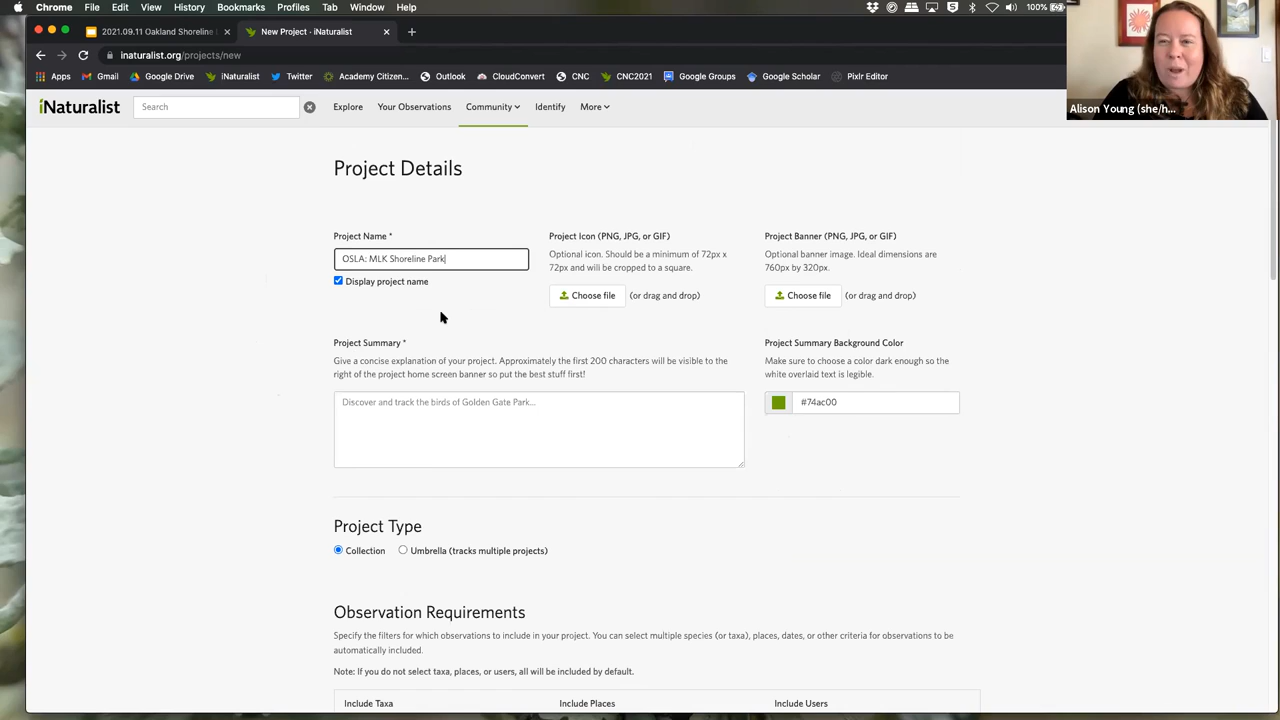 Chrome File Edit View History Bookmarks Profiles Tab Window Help
100%
2021.09.11 Oakland Shoreline
New Project · iNaturalist
inaturalist.org/projects/new
Apps Gmail Google Drive iNaturalist Twitter Academy Citizen... Outlook CloudConvert CNC CNC2021 Google Groups Google Scholar Pixlr Editor
Alison Young (she/h...
iNaturalist Search Explore Your Observations Community Identify More
Project Details
Project Name *
OSLA: MLK Shoreline Park
Display project name
Project Icon (PNG, JPG, or GIF)
Optional icon. Should be a minimum of 72px x
72px and will be cropped to a square.
Choose file (or drag and drop)
Project Banner (PNG, JPG, or GIF)
Optional banner image. Ideal dimensions are
760px by 320px.
Choose file (or drag and drop)
Project Summary *
Give a concise explanation of your project. Approximately the first 200 characters will be visible to the
right of the project home screen banner so put the best stuff first!
Discover and track the birds of Golden Gate Park...
Project Summary Background Color
Make sure to choose a color dark enough so the
white overlaid text is legible.
#74ac00
Project Type
Collection Umbrella (tracks multiple projects)
Observation Requirements
Specify the filters for which observations to include in your project. You can select multiple species (or taxa), places, dates, or other criteria for observations to be
automatically included.
Note: If you do not select taxa, places, or users, all will be included by default.
Include Taxa Include Places Include Users